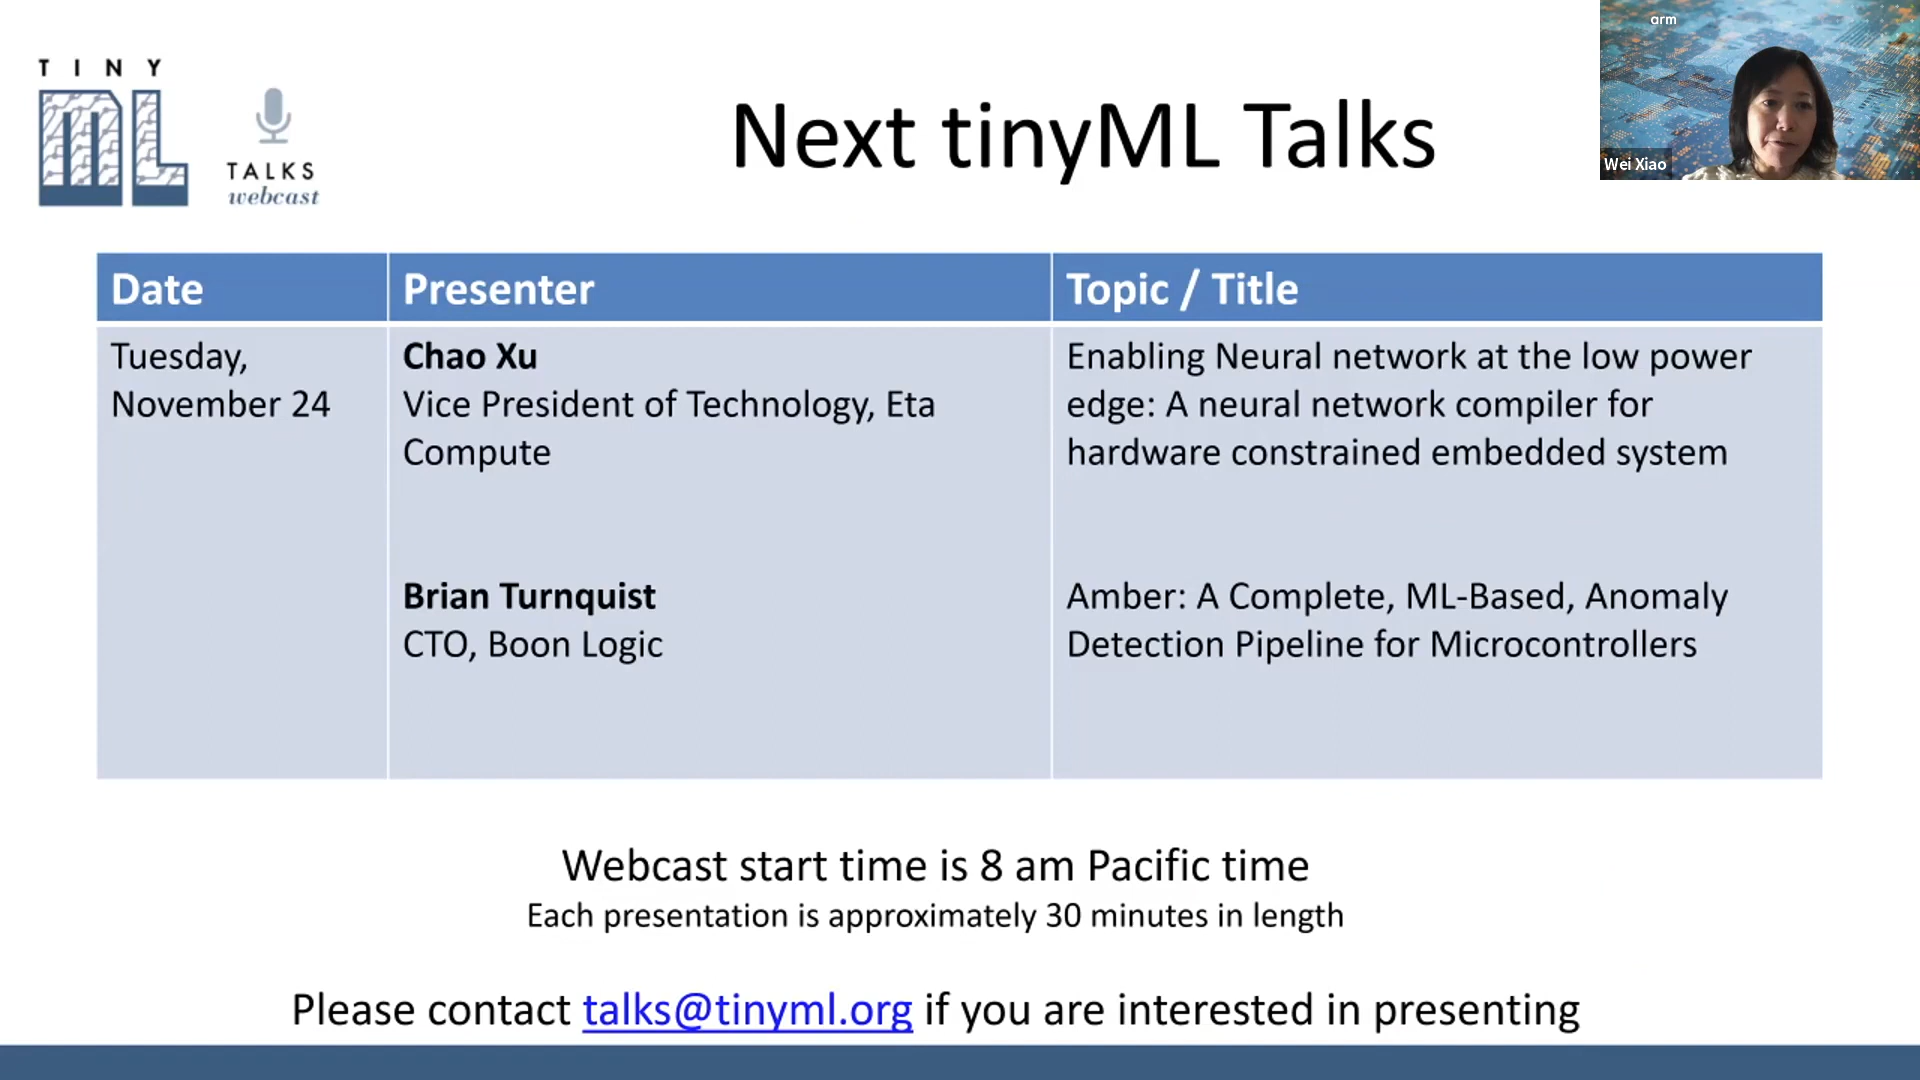 TINY
ML
TALKS
webcast
Next tinyML Talks
arm
Wei Xiao
Date
Presenter
Topic / Title
Tuesday,
November 24
Chao Xu
Vice President of Technology, Eta
Compute
Enabling Neural network at the low power
edge: A neural network compiler for
hardware constrained embedded system
Brian Turnquist
CTO, Boon Logic
Amber: A Complete, ML-Based, Anomaly
Detection Pipeline for Microcontrollers
Webcast start time is 8 am Pacific time
Each presentation is approximately 30 minutes in length
Please contact talks@tinyml.org if you are interested in presenting